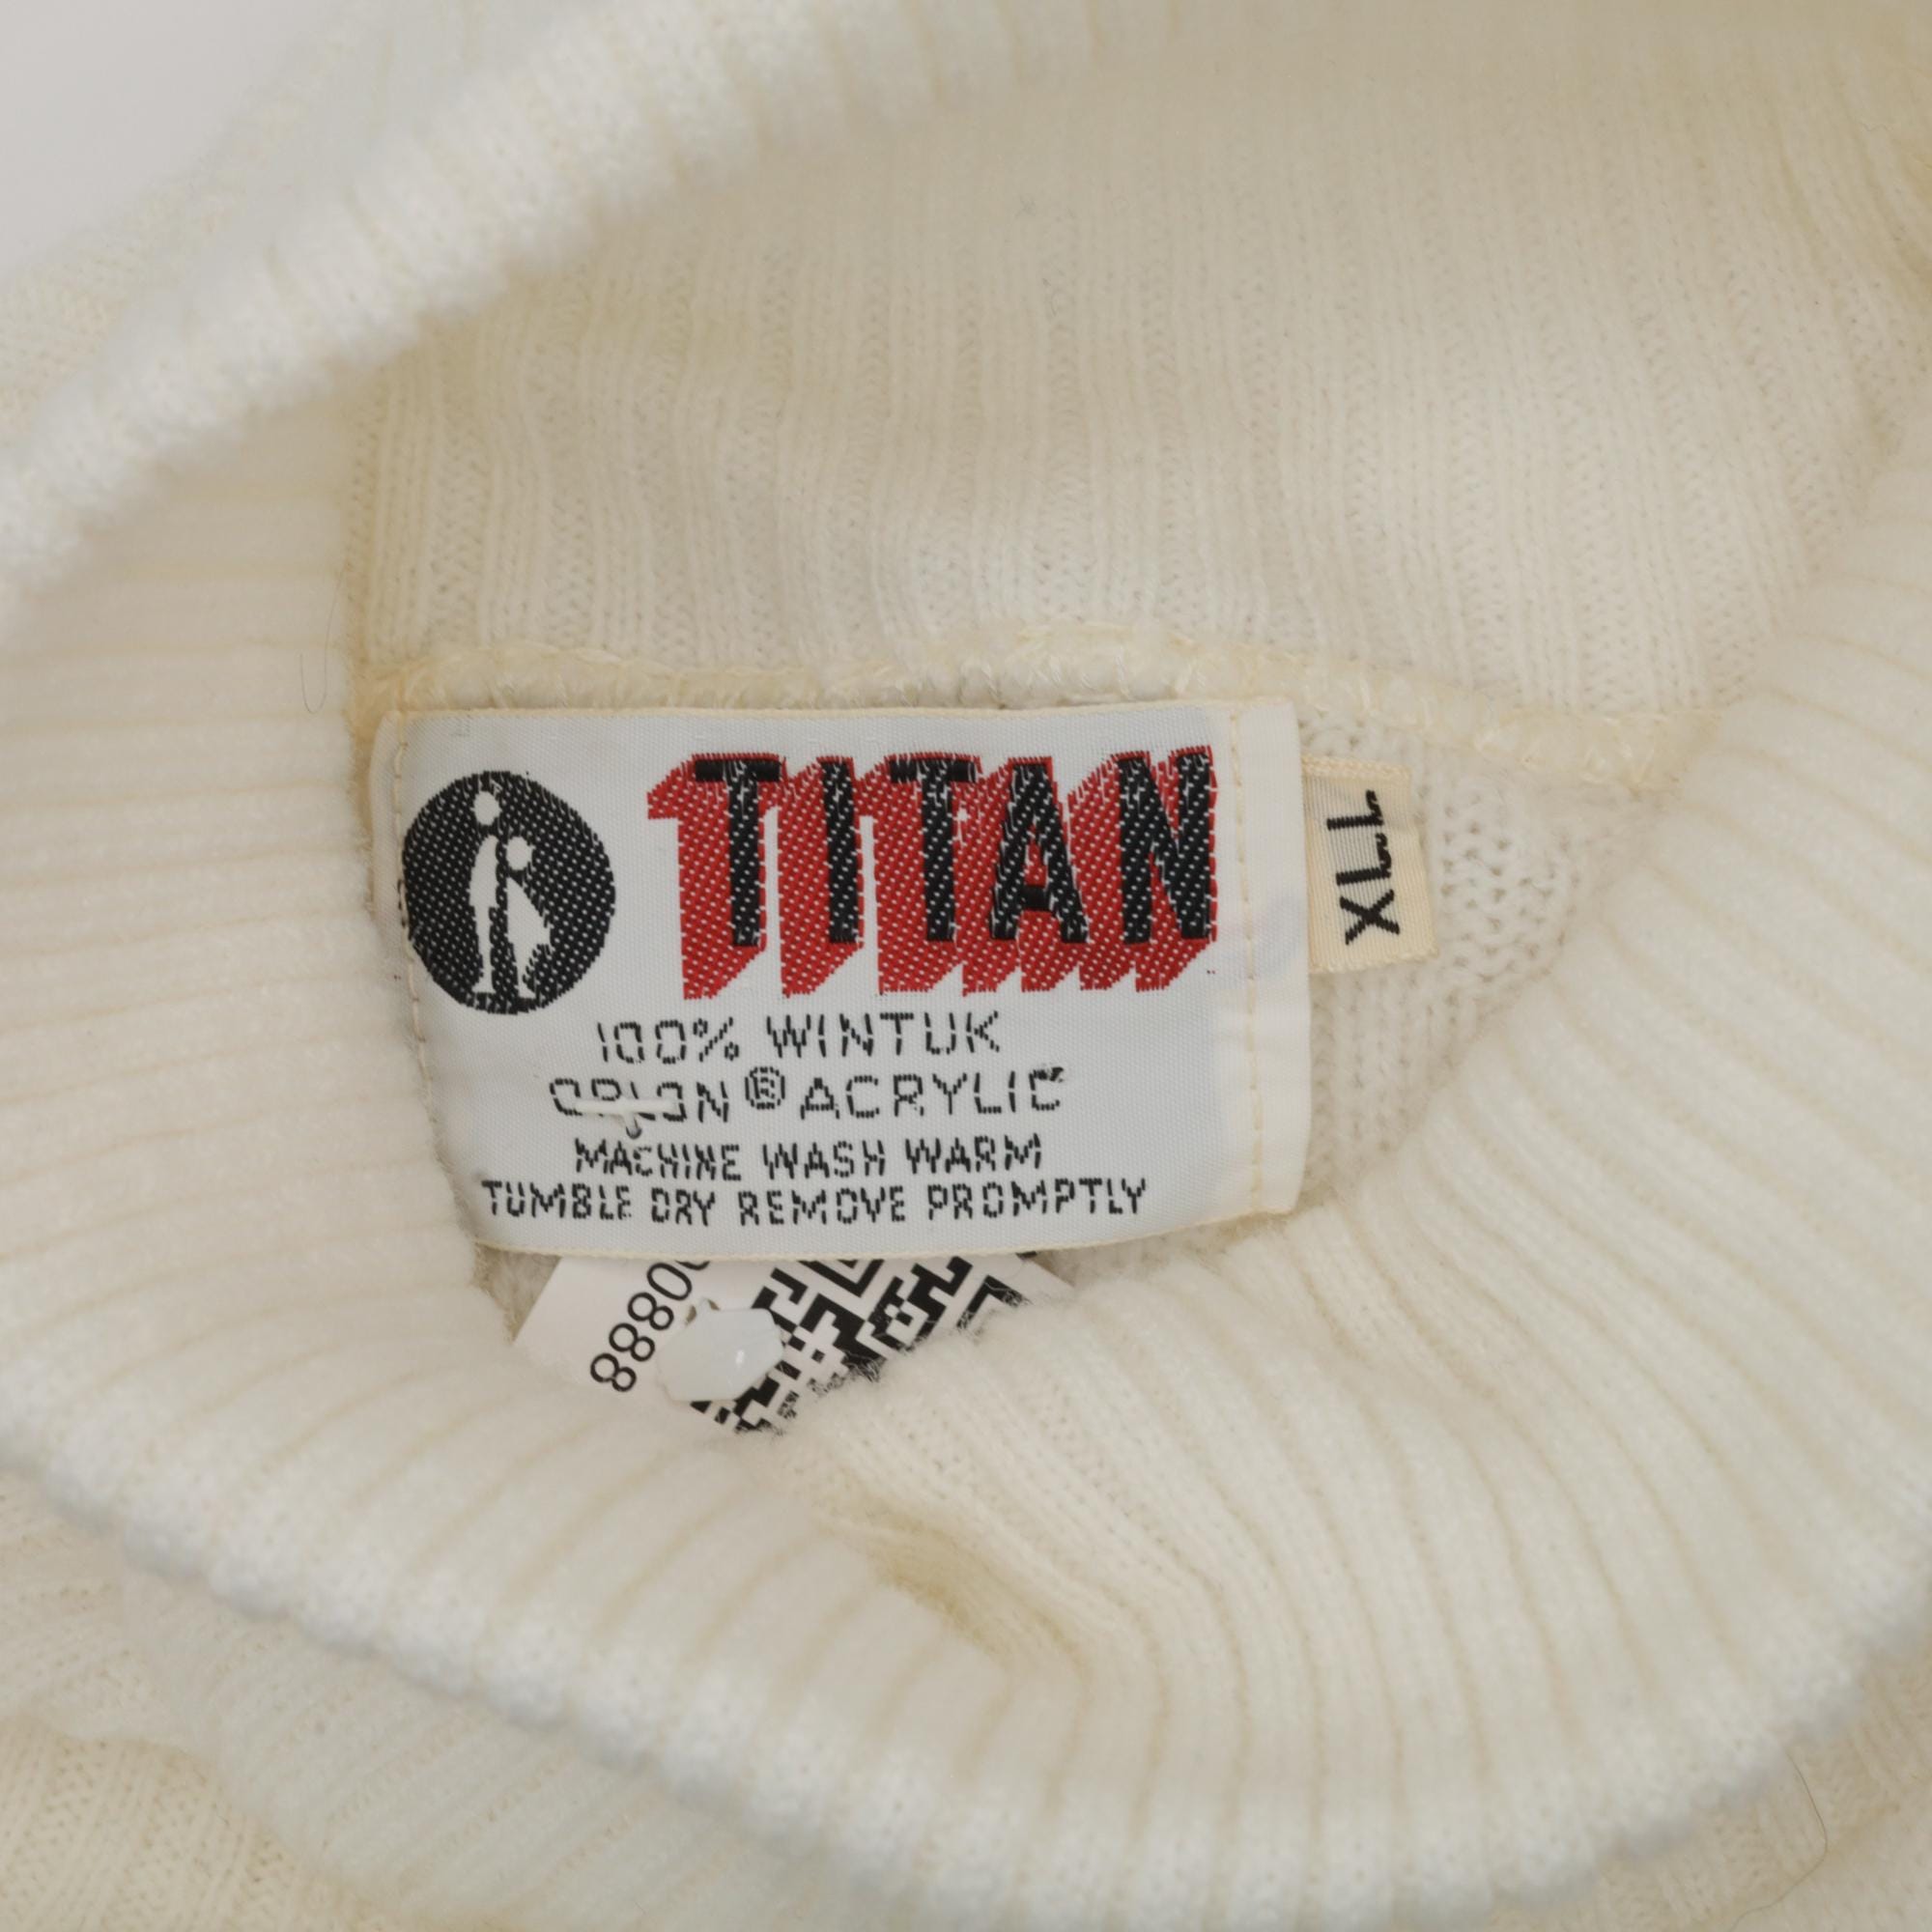 TITAN
XLL
100% WINTUK
ORLON® ACRYLIC
MACHINE WASH WARM
TUMBLE DRY REMOVE PROMPTLY